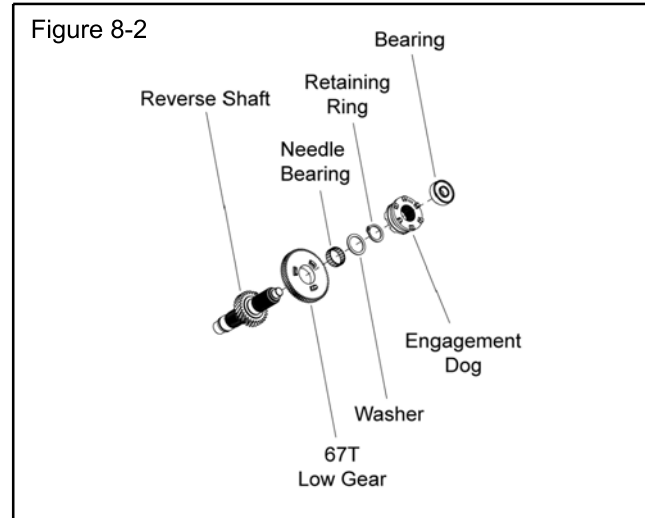 Figure 8-2
Bearing
Retaining
Ring
Reverse Shaft
Needle
Bearing
Engagement
Dog
Washer
67T
Low Gear